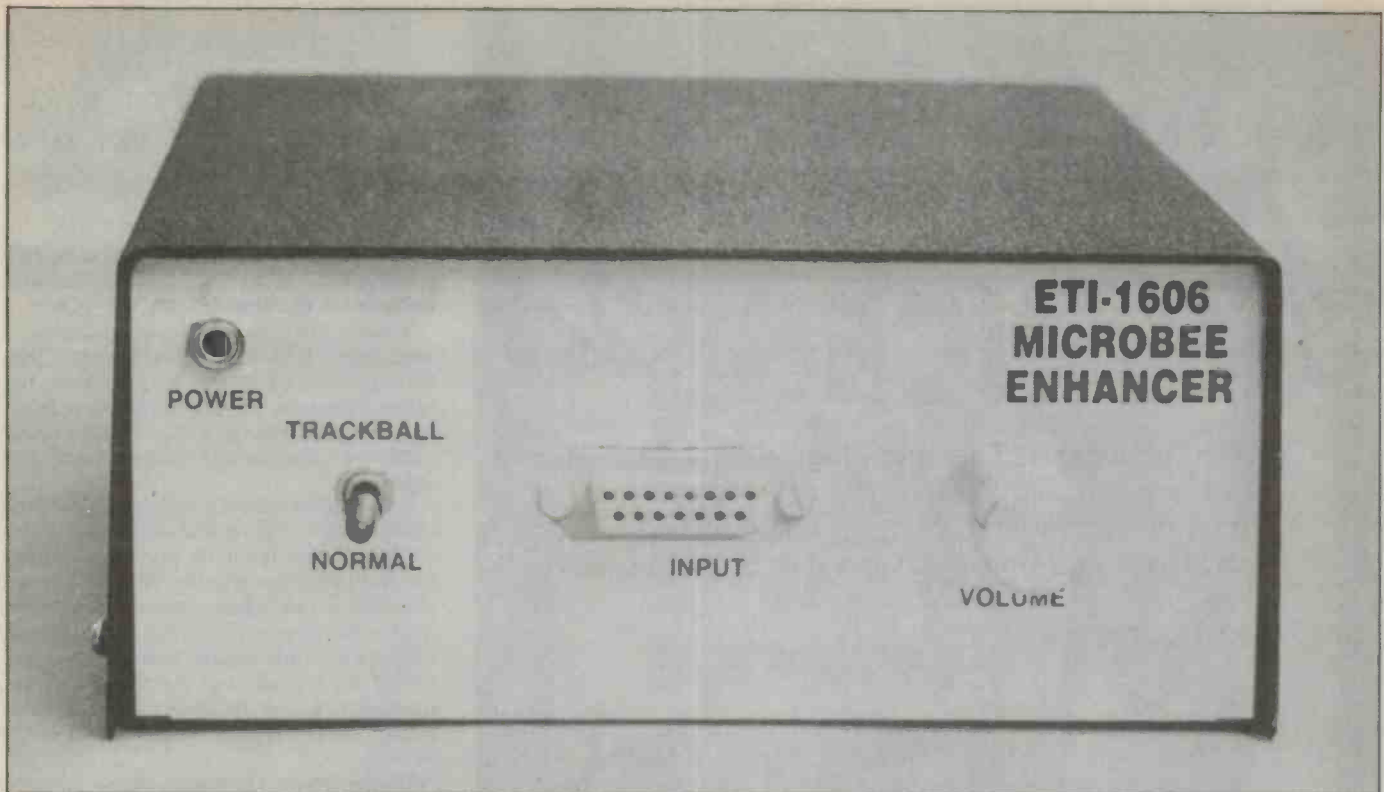 ETI-1606
MICROBEE
ENHANCER
POWER
TRACKBALL
NORMAL
INPUT
VOLUME